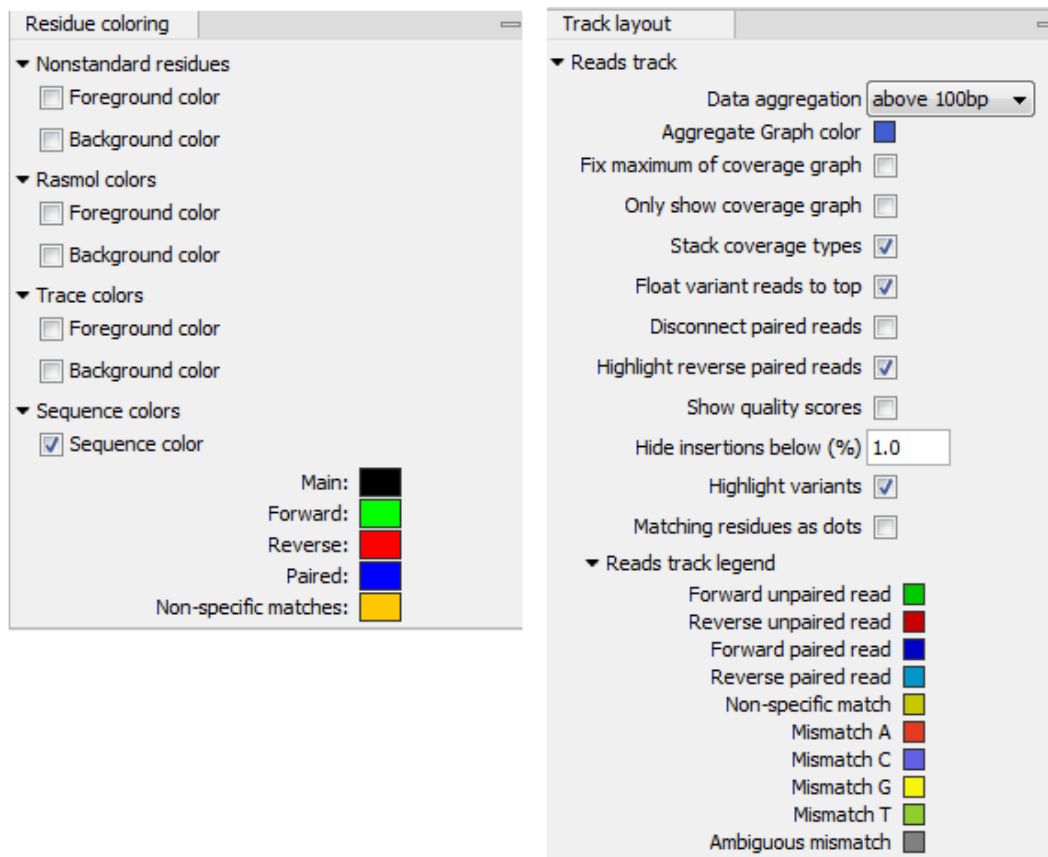 Residue coloring
Nonstandard residues
Foreground color
Background color
Rasmol colors
Foreground color
Background color
Trace colors
Foreground color
Background color
Sequence colors
Sequence color
Main:
Forward:
Reverse:
Paired:
Non-specific matches:
Track layout
Reads track
Data aggregation above 100bp
Aggregate Graph color
Fix maximum of coverage graph
Only show coverage graph
Stack coverage types
Float variant reads to top
Disconnect paired reads
Highlight reverse paired reads
Show quality scores
Hide insertions below (%) 1.0
Highlight variants
Matching residues as dots
Reads track legend
Forward unpaired read
Reverse unpaired read
Forward paired read
Reverse paired read
Non-specific match
Mismatch A
Mismatch C
Mismatch G
Mismatch T
Ambiguous mismatch